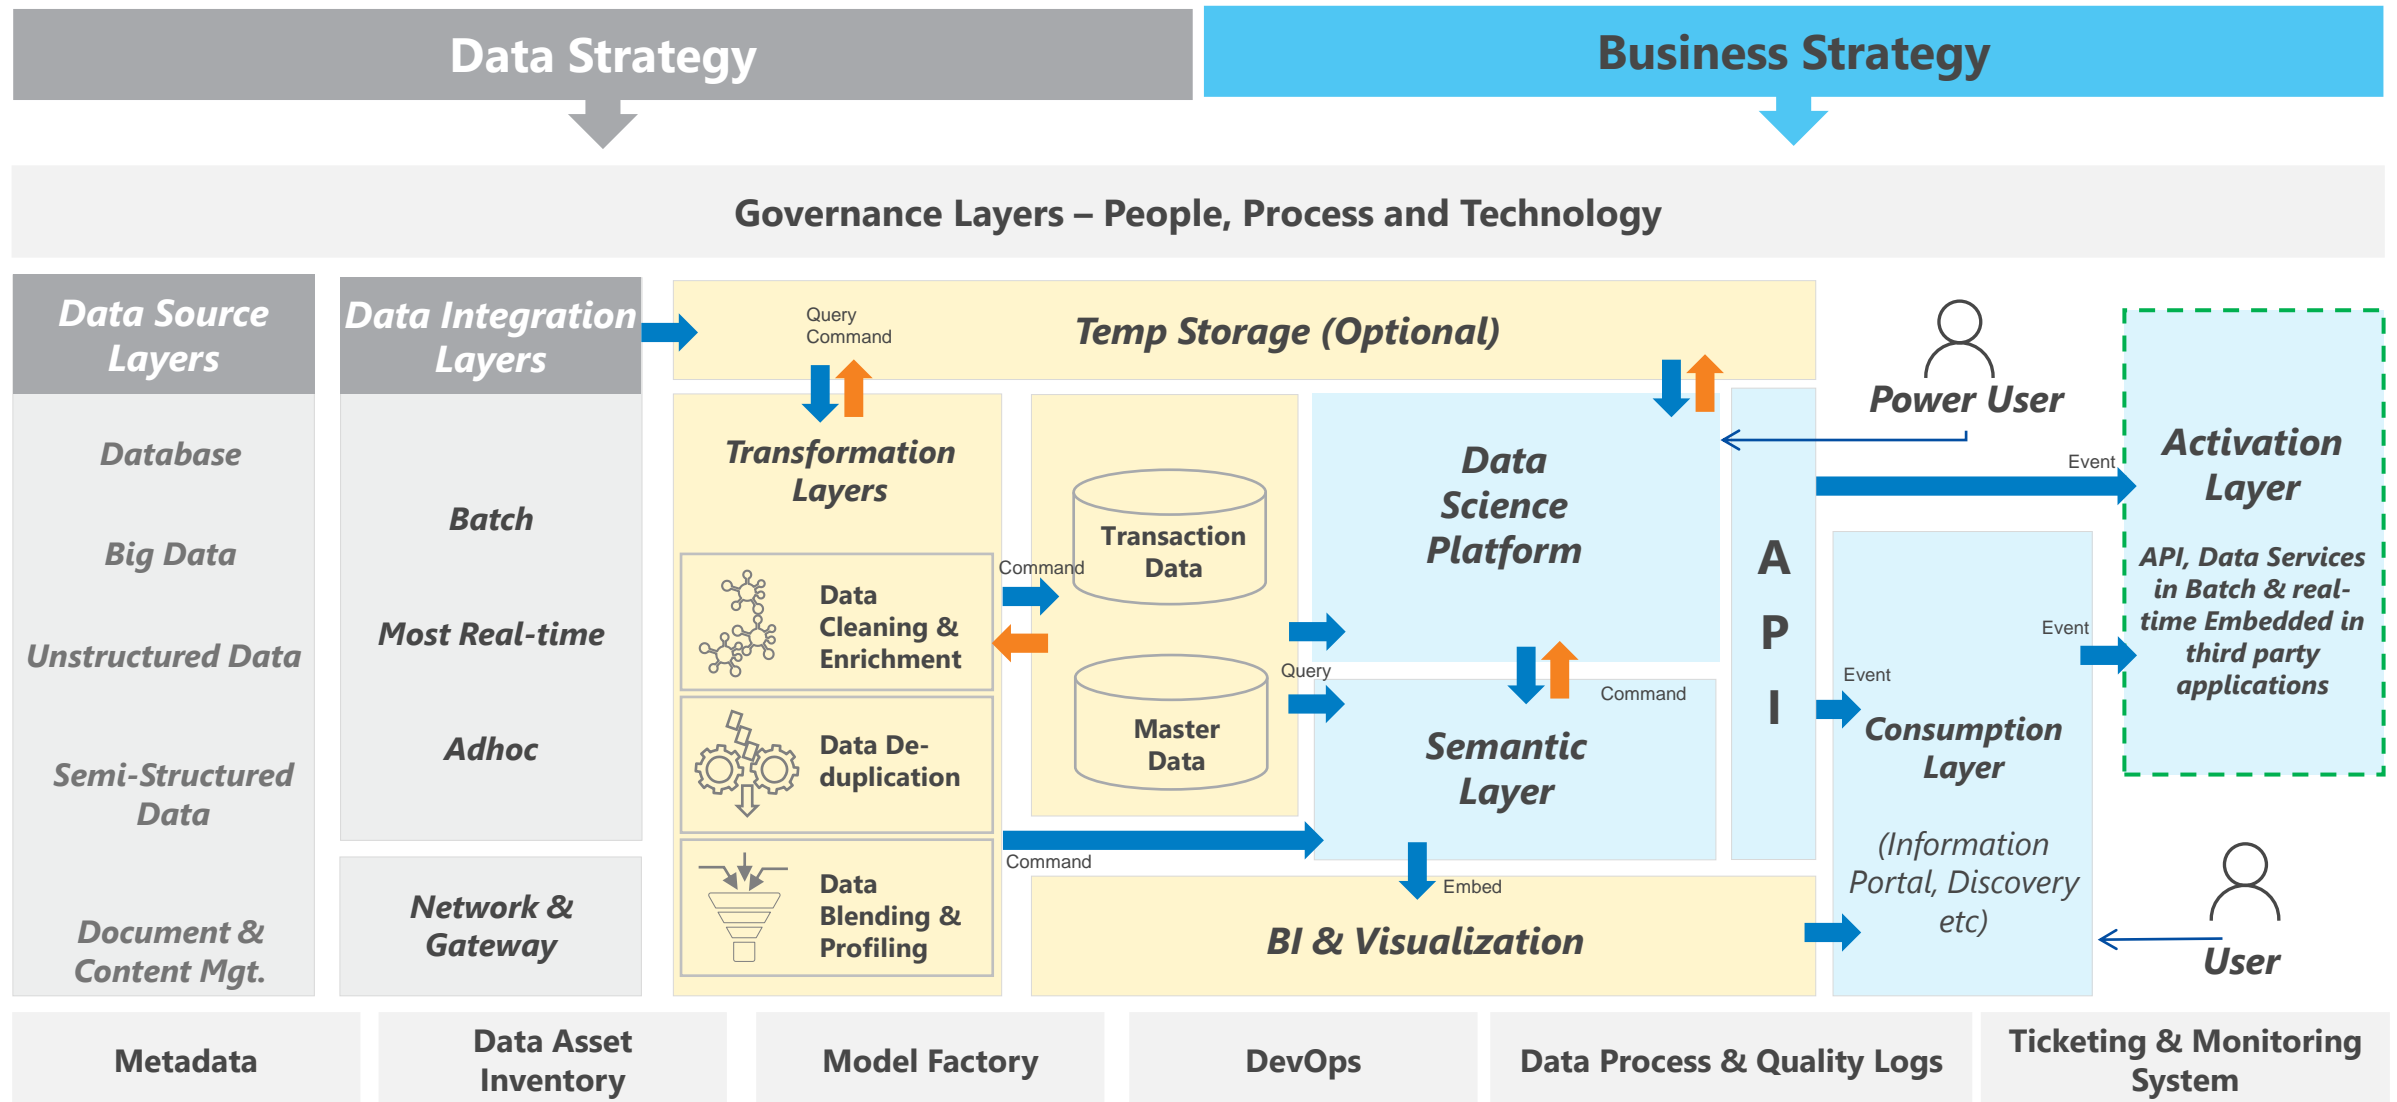 Data Strategy
Business Strategy
Governance Layers – People, Process and Technology
Data Source
Layers
Database
Big Data
Unstructured Data
Semi-Structured
Data
Document &
Content Mgt.
Data Integration
Layers
Batch
Most Real-time
Adhoc
Network &
Gateway
Query
Command
Temp Storage (Optional)
Transformation
Layers
Data
Cleaning &
Enrichment
Data De-
duplication
Data
Blending &
Profiling
Command
Command
Transaction
Data
Master
Data
Query
Data
Science
Platform
Command
Semantic
Layer
Embed
BI & Visualization
A
P
I
Power User
Event
Event
Event
Consumption
Layer
(Information
Portal, Discovery
etc)
Activation
Layer
API, Data Services
in Batch & real-
time Embedded in
third party
applications
User
Metadata
Data Asset
Inventory
Model Factory
DevOps
Data Process & Quality Logs
Ticketing & Monitoring
System